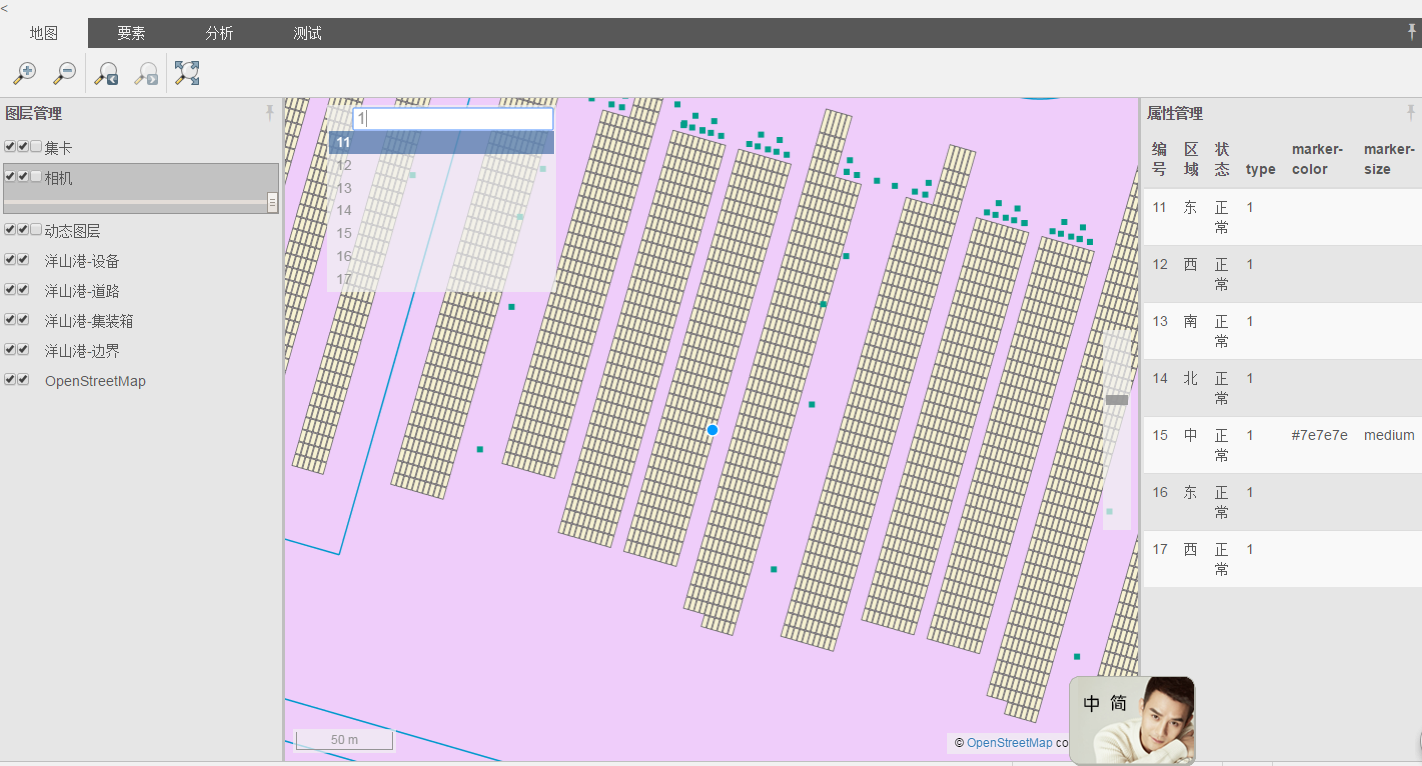 <
地图 要素 分析 测试
图层管理
集卡
相机
动态图层
洋山港-设备
洋山港-道路
洋山港-集装箱
洋山港-边界
OpenStreetMap
1
11
12
13
14
15
16
17
50 m
© OpenStreetMap co
中 简
属性管理
编号 区域 状态 type marker-color marker-size
11 东 正常 1
12 西 正常 1
13 南 正常 1
14 北 正常 1
15 中 正常 1 #7e7e7e medium
16 东 正常 1
17 西 正常 1